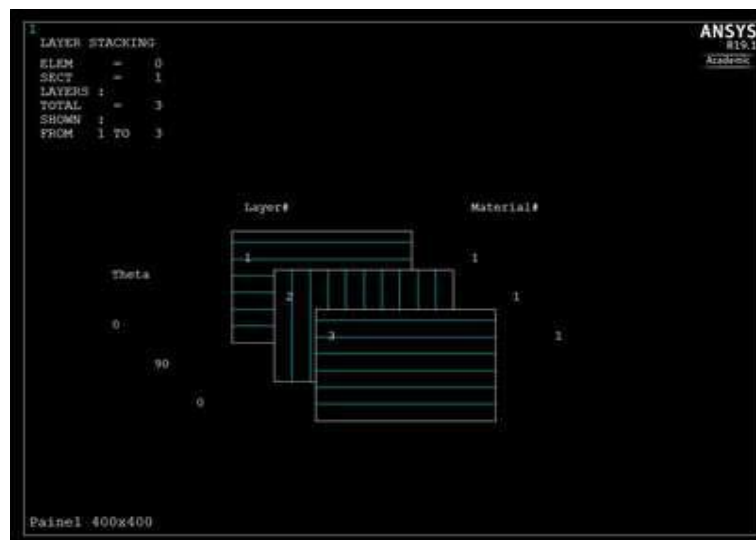 1
ANSYS
R19.1
Academic
LAYER STACKING
ELEM = 0
SECT = 1
LAYERS :
TOTAL = 3
SHOWN :
FROM 1 TO 3
Layer# Material#
1 1
Theta
2 1
0 3 1
90
0
Painel 400x400